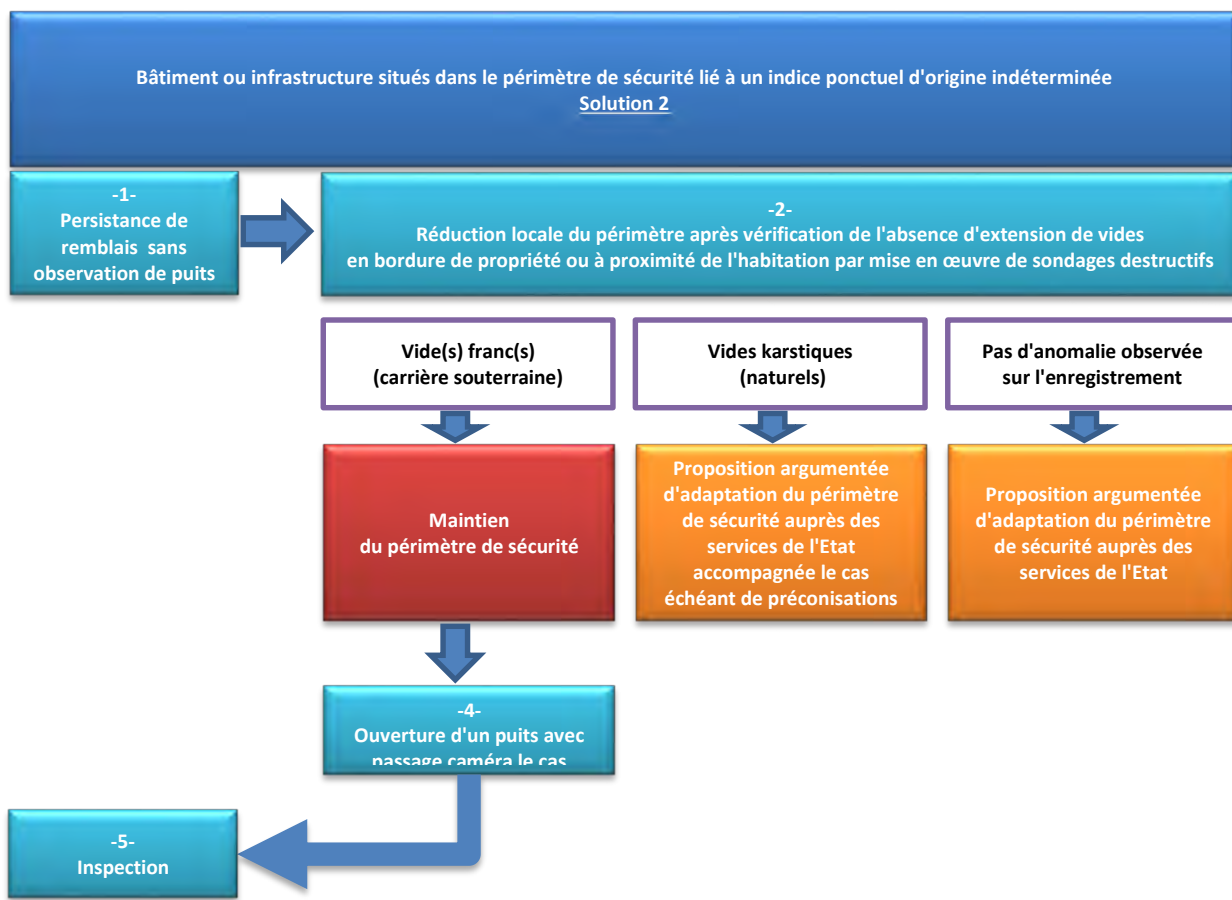 Bâtiment ou infrastructure situés dans le périmètre de sécurité lié à un indice ponctuel d'origine indéterminée
Solution 2
-1-
Persistance de
remblais sans
observation de puits
-2-
Réduction locale du périmètre après vérification de l'absence d'extension de vides
en bordure de propriété ou à proximité de l'habitation par mise en œuvre de sondages destructifs
Vide(s) franc(s)
(carrière souterraine)
Vides karstiques
(naturels)
Pas d'anomalie observée
sur l'enregistrement
Maintien
du périmètre de sécurité
Proposition argumentée
d'adaptation du périmètre
de sécurité auprès des
services de l'Etat
accompagnée le cas
échéant de préconisations
Proposition argumentée
d'adaptation du périmètre
de sécurité auprès des
services de l'Etat
-4-
Ouverture d'un puits avec
passage caméra le cas
-5-
Inspection